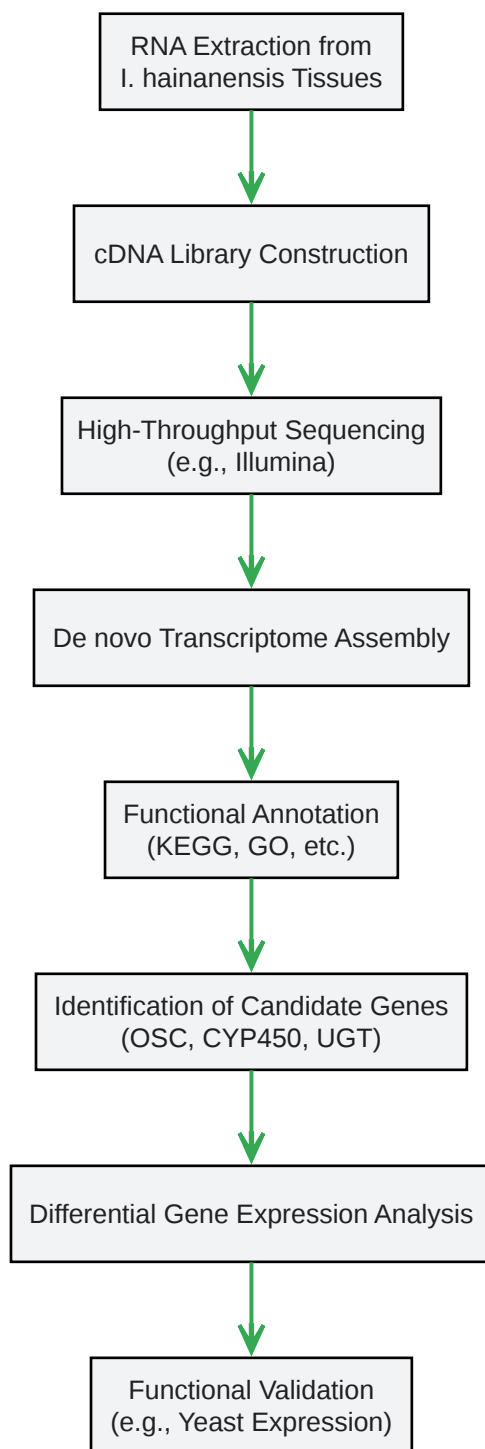 RNA Extraction from
I. hainanensis Tissues
cDNA Library Construction
High-Throughput Sequencing
(e.g., Illumina)
De novo Transcriptome Assembly
Functional Annotation
(KEGG, GO, etc.)
Identification of Candidate Genes
(OSC, CYP450, UGT)
Differential Gene Expression Analysis
Functional Validation
(e.g., Yeast Expression)